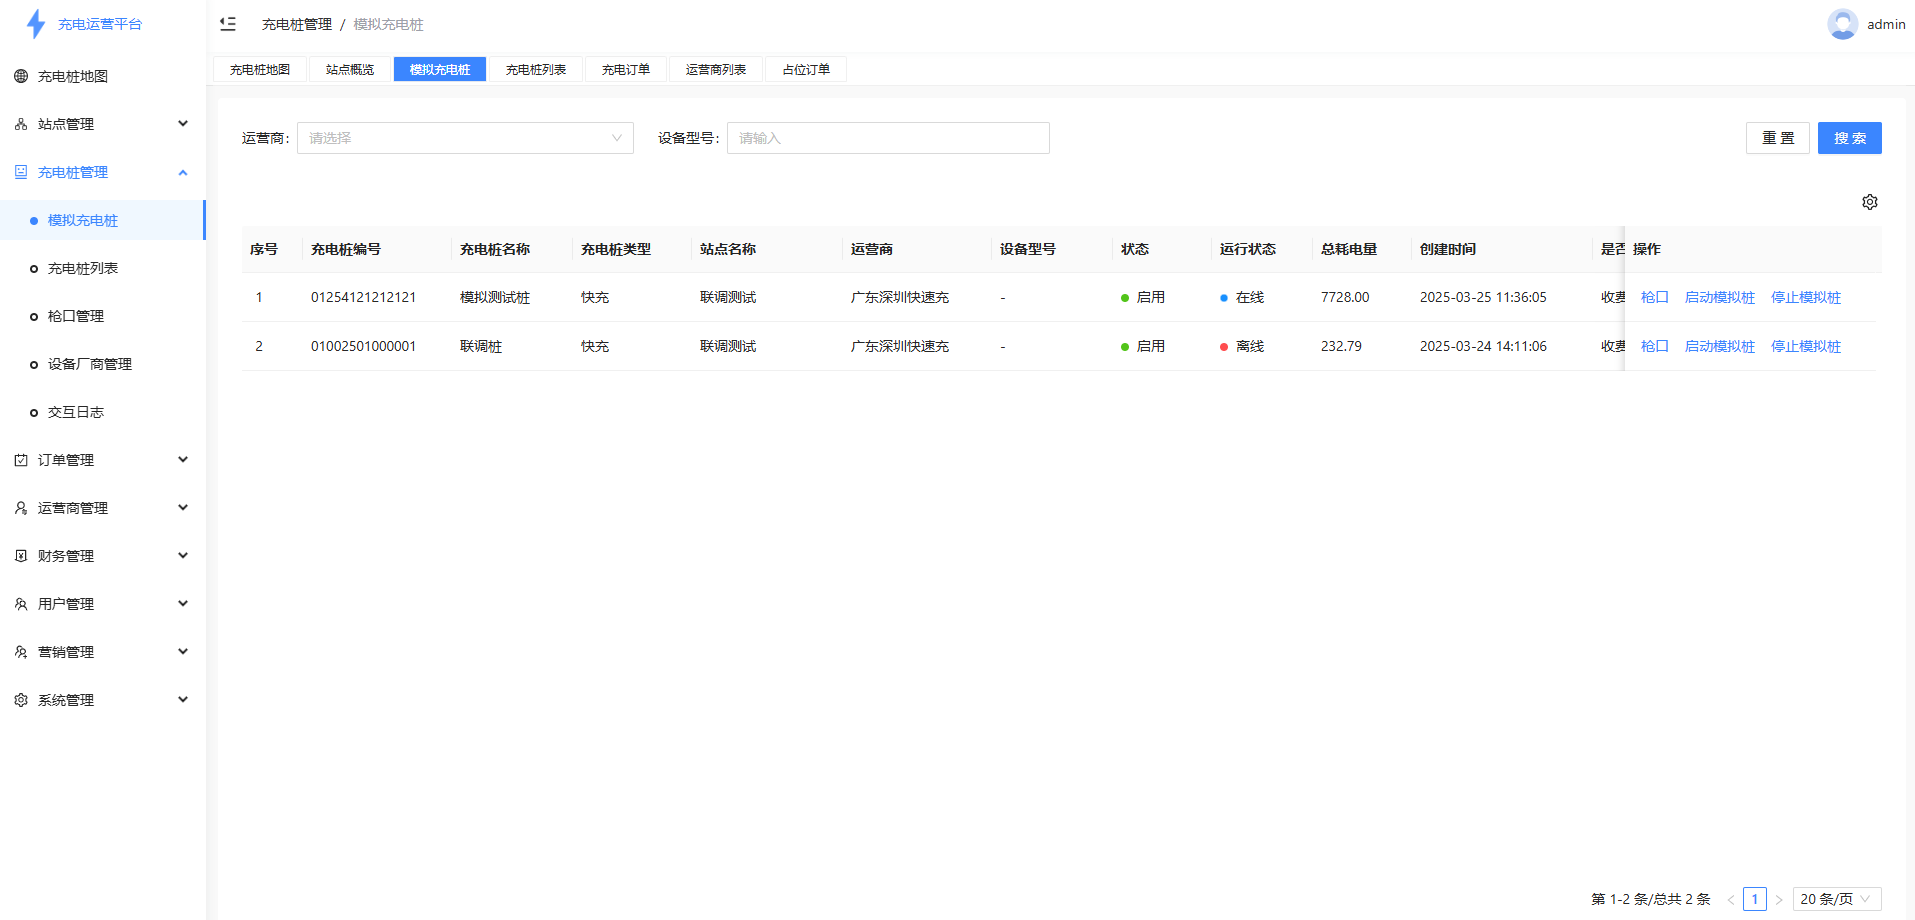 充电运营平台
充电桩管理 / 模拟充电桩
admin
充电桩地图
站点管理
充电桩管理
模拟充电桩
充电桩列表
枪口管理
设备厂商管理
交互日志
订单管理
运营商管理
财务管理
用户管理
营销管理
系统管理
充电桩地图 站点概览 模拟充电桩 充电桩列表 充电订单 运营商列表 占位订单
运营商: 请选择 设备型号: 请输入 重 置 搜 索
序号 充电桩编号 充电桩名称 充电桩类型 站点名称 运营商 设备型号 状态 运行状态 总耗电量 创建时间 是否 操作
1 01254121212121 模拟测试桩 快充 联调测试 广东深圳快速充 - 启用 在线 7728.00 2025-03-25 11:36:05 收费 枪口 启动模拟桩 停止模拟桩
2 01002501000001 联调桩 快充 联调测试 广东深圳快速充 - 启用 离线 232.79 2025-03-24 14:11:06 收费 枪口 启动模拟桩 停止模拟桩
第 1-2 条/总共 2 条 < 1 > 20 条/页